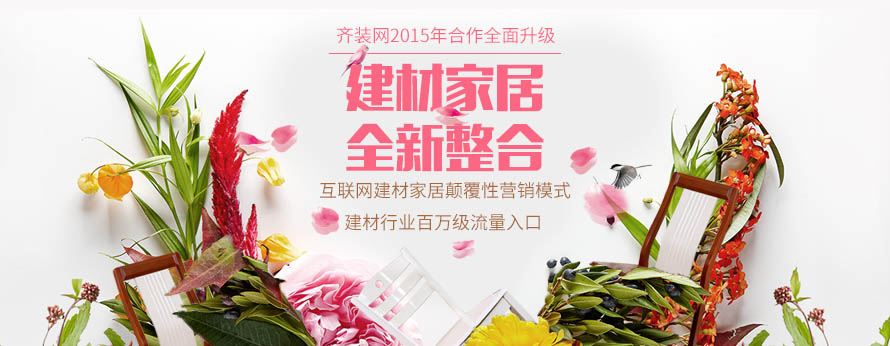 齐装网2015年合作全面升级
建材家居
全新整合
互联网建材家居颠覆性营销模式
建材行业百万级流量入口